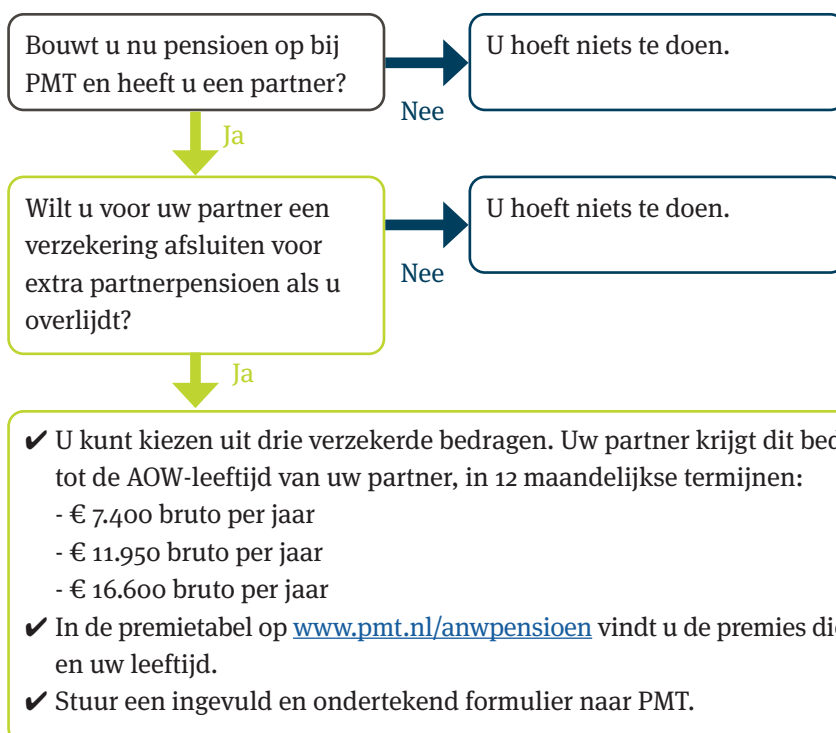 Bouwt u nu pensioen op bij
PMT en heeft u een partner?
Nee
U hoeft niets te doen.
Ja
Wilt u voor uw partner een
verzekering afsluiten voor
extra partnerpensioen als u
overlijdt?
Nee
U hoeft niets te doen.
Ja
✔ U kunt kiezen uit drie verzekerde bedragen. Uw partner krijgt dit
tot de AOW-leeftijd van uw partner, in 12 maandelijkse termijnen:
- € 7.400 bruto per jaar
- € 11.950 bruto per jaar
- € 16.600 bruto per jaar
✔ In de premietabel op www.pmt.nl/anwpensioen vindt u de premies
en uw leeftijd.
✔ Stuur een ingevuld en ondertekend formulier naar PMT.